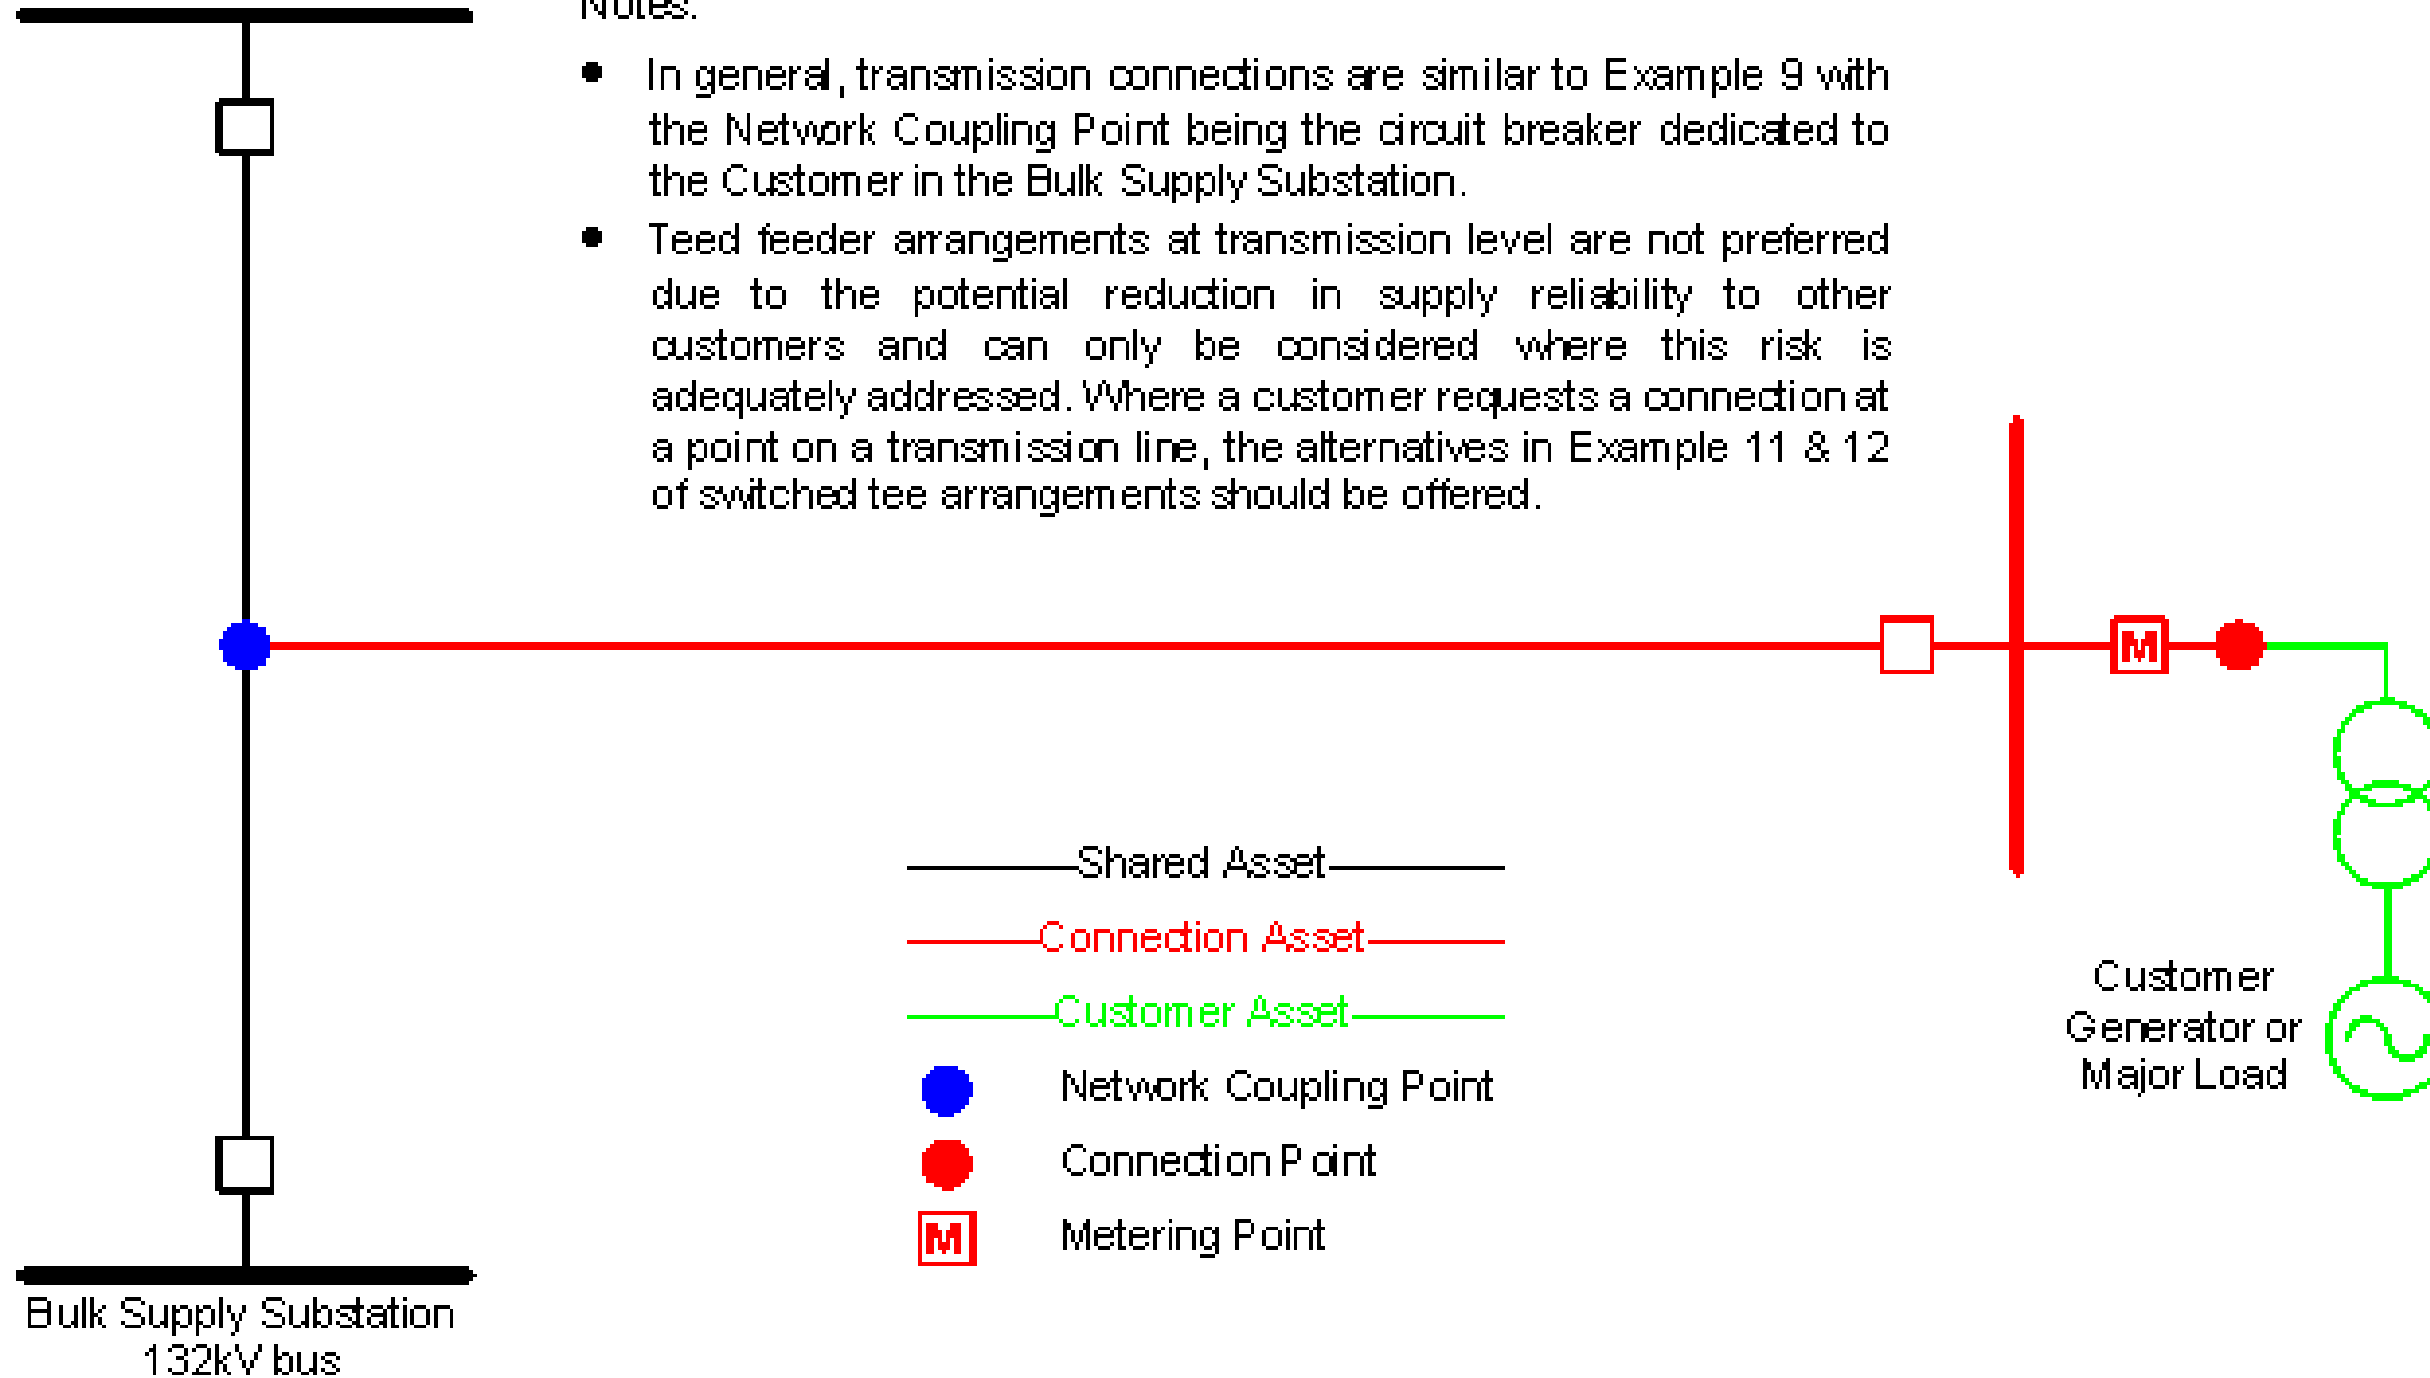 Notes:
• In general, transmission connections are similar to Example 9 with
the Network Coupling Point being the circuit breaker dedicated to
the Customer in the Bulk Supply Substation.
• Teed feeder arrangements at transmission level are not preferred
due to the potential reduction in supply reliability to other
customers and can only be considered where this risk is
adequately addressed. Where a customer requests a connection at
a point on a transmission line, the alternatives in Example 11 & 12
of switched tee arrangements should be offered.
M
Shared Asset
Connection Asset
Customer Asset
Network Coupling Point
Connection Point
M Metering Point
Customer
Generator or
Major Load
Bulk Supply Substation
132kV bus